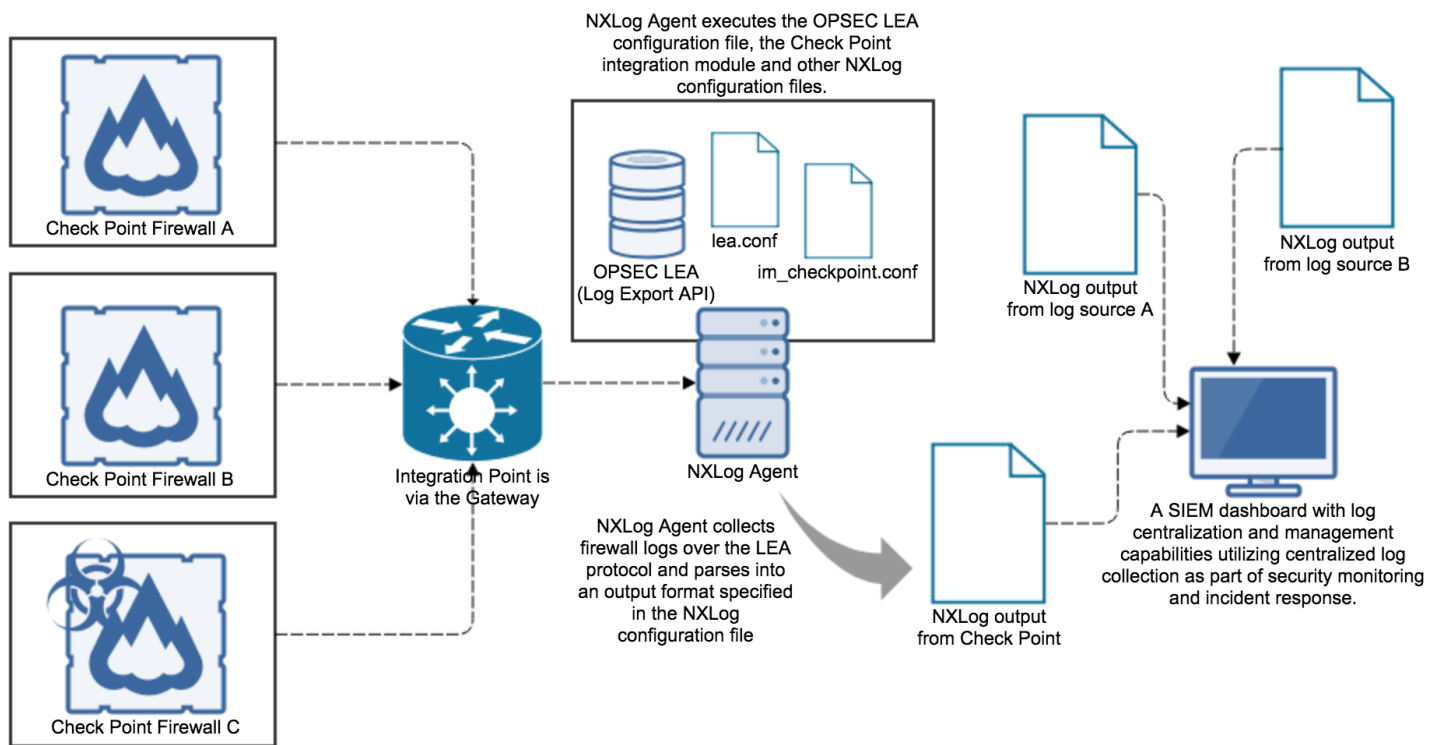 NXLog Agent executes the OPSEC LEA
configuration file, the Check Point
integration module and other NXLog
configuration files.
Check Point Firewall A
OPSEC LEA
(Log Export API)
lea.conf
im_checkpoint.conf
NXLog output
from log source A
NXLog output
from log source B
Check Point Firewall B
Integration Point is
via the Gateway
NXLog Agent
NXLog Agent collects
firewall logs over the LEA
protocol and parses into
an output format specified
in the NXLog
configuration file
NXLog output
from Check Point
A SIEM dashboard with log
centralization and management
capabilities utilizing centralized log
collection as part of security monitoring
and incident response.
Check Point Firewall C